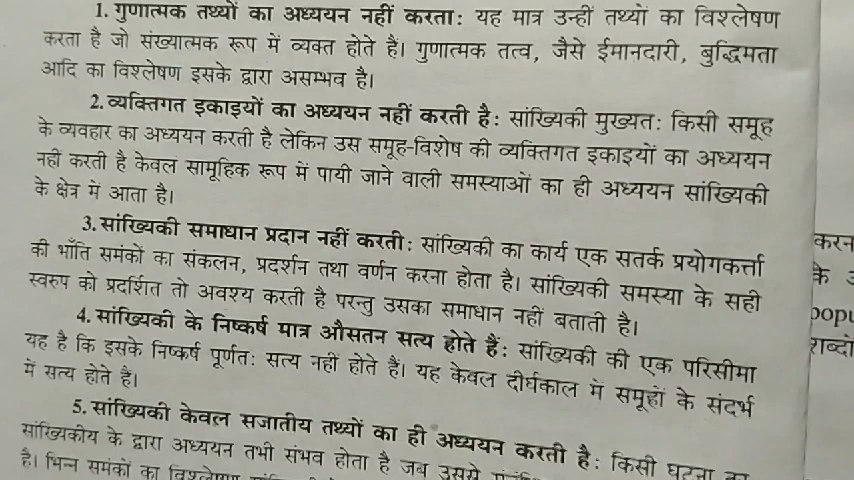 1. गुणात्मक तथ्यों का अध्ययन नहीं करता: यह मात्र उन्हीं तथ्यों का विश्लेषण
करता है जो संख्यात्मक रूप में व्यक्त होते हैं। गुणात्मक तत्व, जैसे ईमानदारी, बुद्धिमता
आदि का विश्लेषण इसके द्वारा असम्भव है।
2. व्यक्तिगत इकाइयों का अध्ययन नहीं करती है: सांख्यिकी मुख्यत: किसी समूह
के व्यवहार का अध्ययन करती है लेकिन उस समूह-विशेष की व्यक्तिगत इकाइयों का अध्ययन
नहीं करती है केवल सामूहिक रूप में पायी जाने वाली समस्याओं का ही अध्ययन सांख्यिकी
के क्षेत्र में आता है।
3. सांख्यिकी समाधान प्रदान नहीं करती: सांख्यिकी का कार्य एक सतर्क प्रयोगकर्त्ता
की भाँति समंकों का संकलन, प्रदर्शन तथा वर्णन करना होता है। सांख्यिकी समस्या के सही
स्वरुप को प्रदर्शित तो अवश्य करती है परन्तु उसका समाधान नहीं बताती है।
4. सांख्यिकी के निष्कर्ष मात्र औसतन सत्य होते हैं: सांख्यिकी की एक परिसीमा
यह है कि इसके निष्कर्ष पूर्णत: सत्य नहीं होते हैं। यह केवल दीर्घकाल में समूहों के संदर्भ
में सत्य होते हैं।
5. सांख्यिकी केवल सजातीय तथ्यों का ही अध्ययन करती है: किसी घटना का
सांख्यिकीय के द्वारा अध्ययन तभी संभव होता है जब उससे
है। भिन्न समंकों का विश्लेषण
करन
के
popu
शब्दों